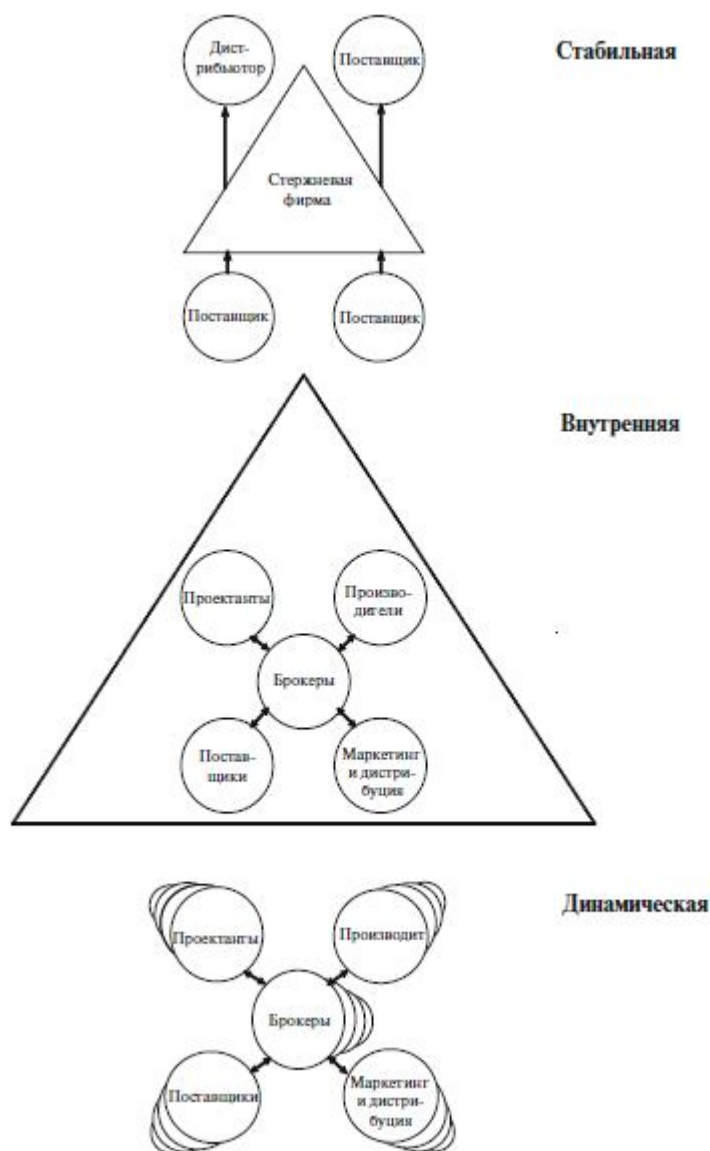 Дист-
рибьютор
Поставщик
Стабильная
Стержневая
фирма
Поставщик
Поставщик
Внутренняя
Проектанты
Произво-
дители
Брокеры
Постав-
щики
Маркетинг
и дистри-
буция
Динамическая
Проектанты
Производит
Брокеры
Поставщики
Маркетинг
и дистри-
буция